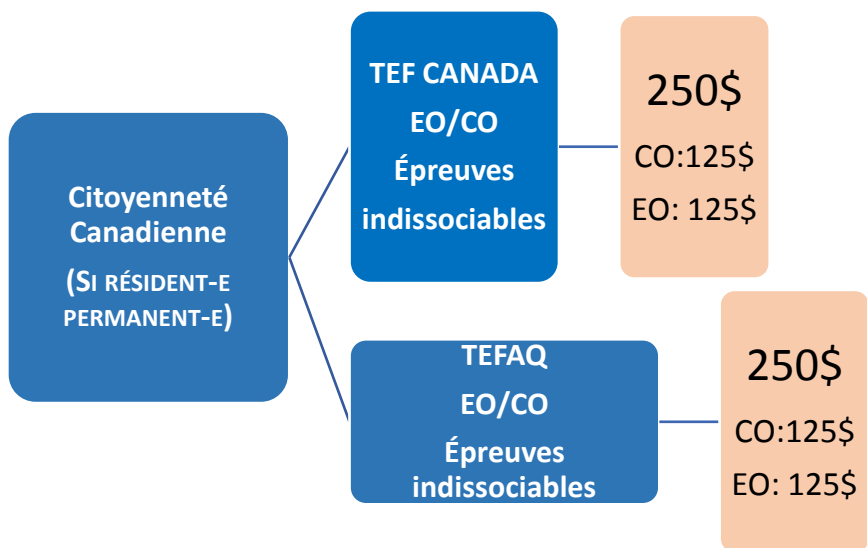 Citoyenneté
Canadienne
(SI RÉSIDENT-E
PERMANENT-E)
TEF CANADA
EO/CO
Épreuves
indissociables
250$
CO:125$
EO: 125$
TEFAQ
EO/CO
Épreuves
indissociables
250$
CO:125$
EO: 125$